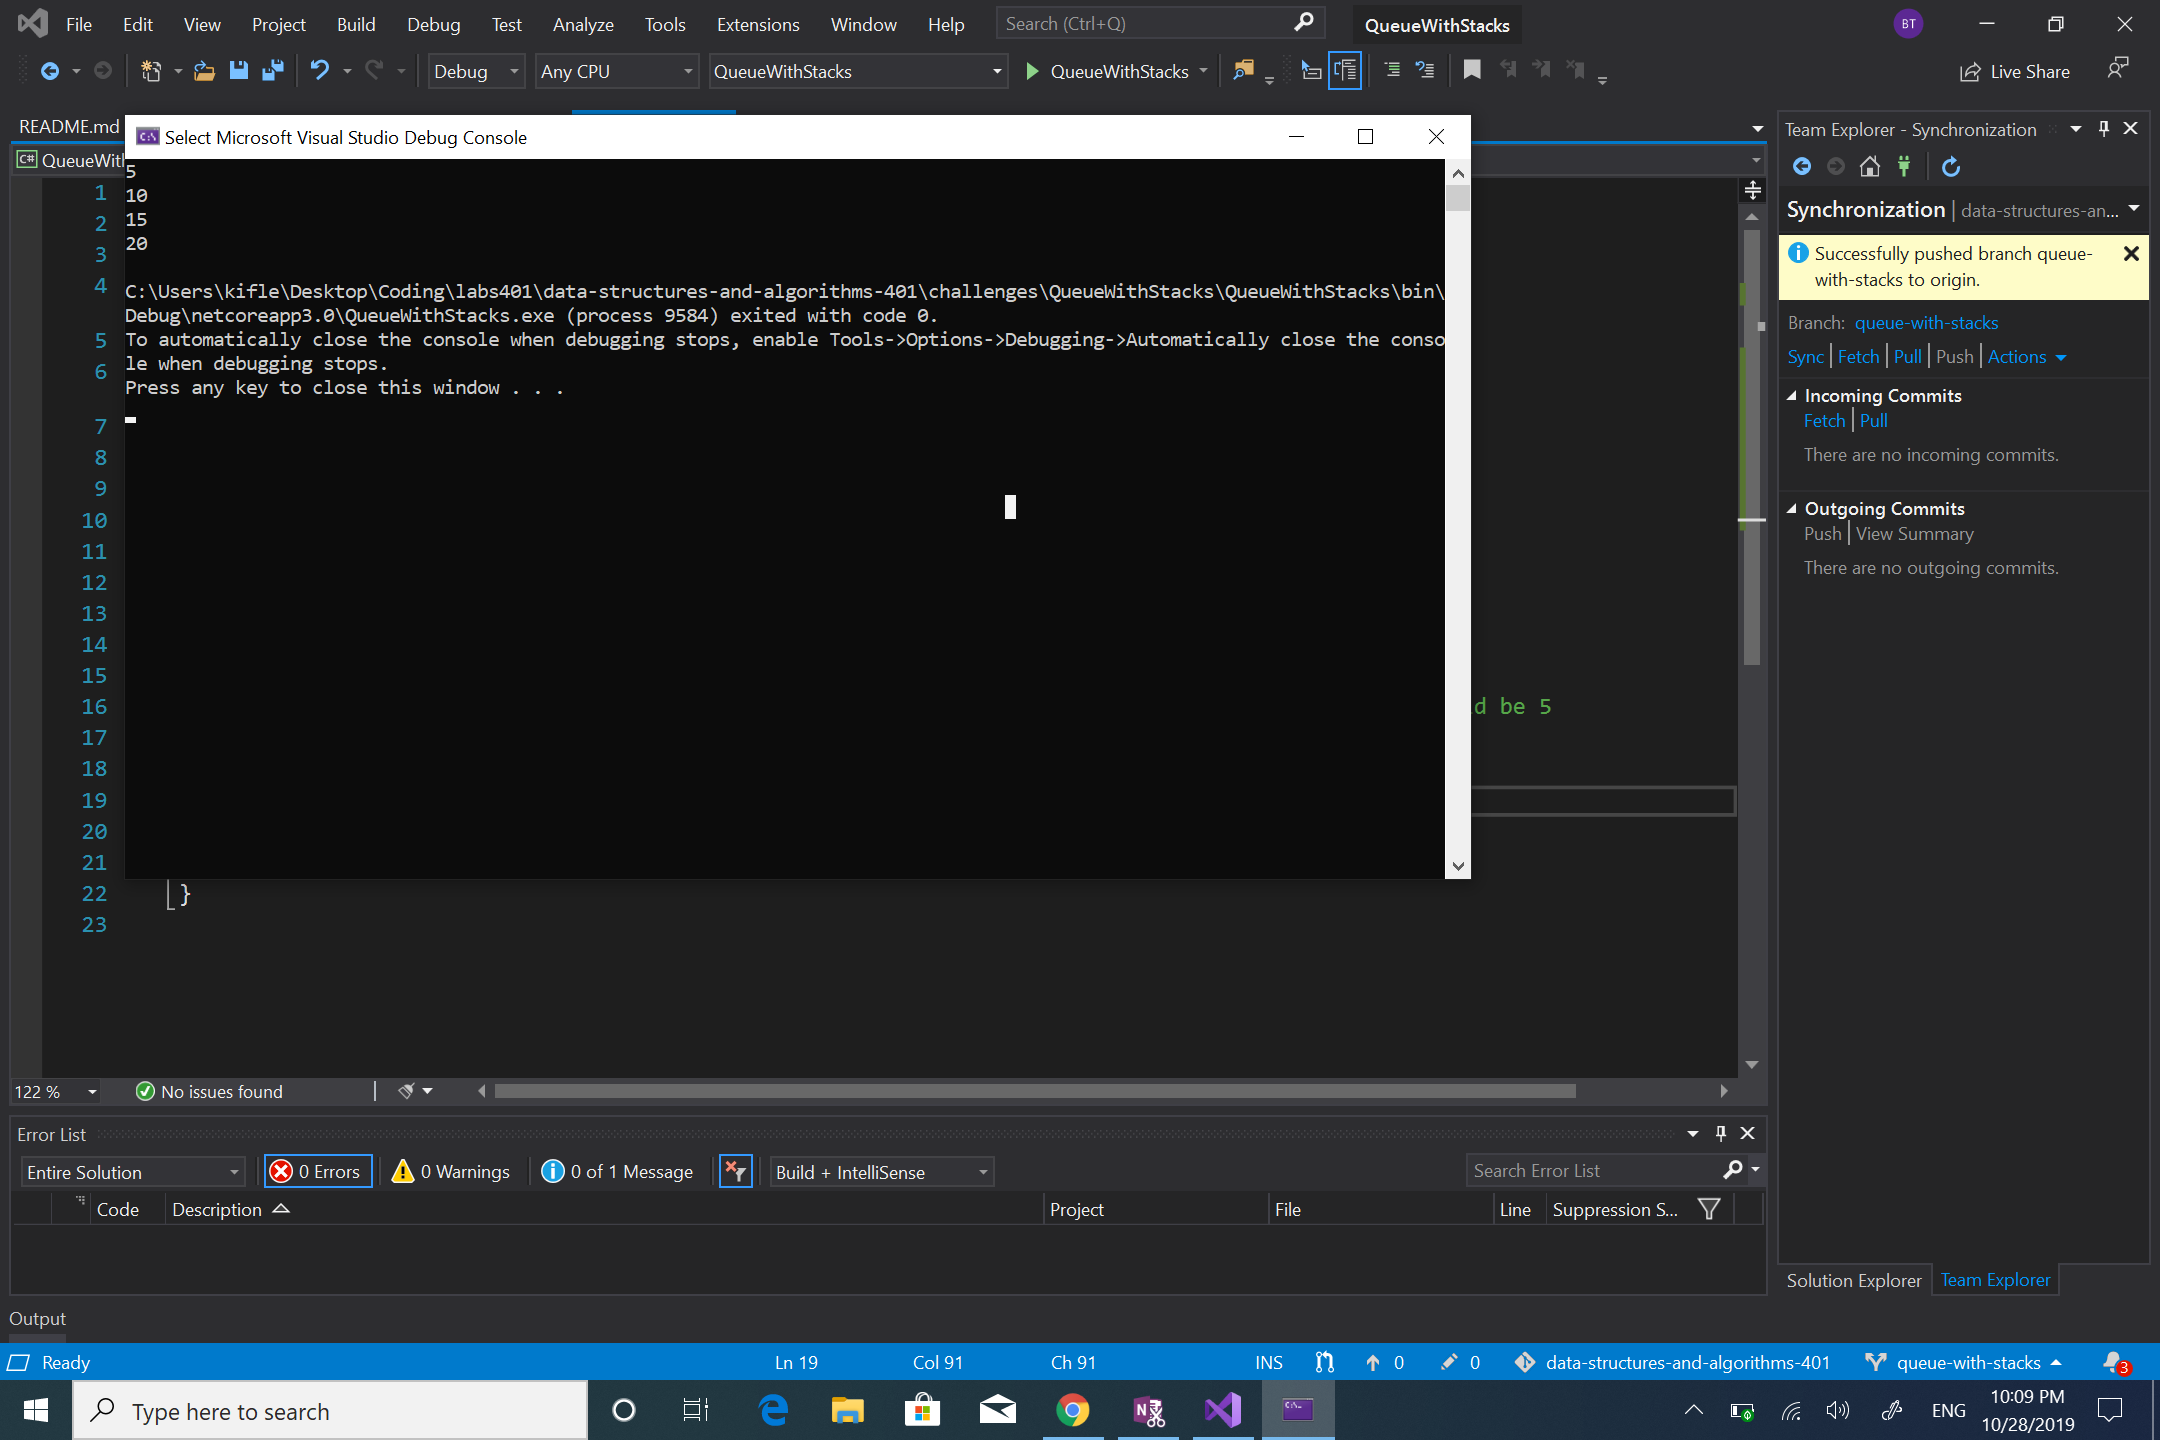 File Edit View Project Build Debug Test Analyze Tools Extensions Window Help Search (Ctrl+Q) QueueWithStacks BT
Debug Any CPU QueueWithStacks QueueWithStacks Live Share
README.md
Select Microsoft Visual Studio Debug Console
C# QueueWith
5
10
15
20
C:\Users\kifle\Desktop\Coding\labs401\data-structures-and-algorithms-401\challenges\QueueWithStacks\QueueWithStacks\bin\
Debug\netcoreapp3.0\QueueWithStacks.exe (process 9584) exited with code 0.
To automatically close the console when debugging stops, enable Tools->Options->Debugging->Automatically close the conso
le when debugging stops.
Press any key to close this window . . .
1
2
3
4
5
6
7
8
9
10
11
12
13
14
15
16
d be 5
17
18
19
20
21
22 }
23
122 % No issues found
Team Explorer - Synchronization
Synchronization | data-structures-an...
Successfully pushed branch queue-
with-stacks to origin.
Branch: queue-with-stacks
Sync | Fetch | Pull | Push | Actions
Incoming Commits
Fetch | Pull
There are no incoming commits.
Outgoing Commits
Push | View Summary
There are no outgoing commits.
Solution Explorer Team Explorer
Error List
Entire Solution 0 Errors 0 Warnings 0 of 1 Message Build + IntelliSense Search Error List
Code Description Project File Line Suppression S...
Output
Ready Ln 19 Col 91 Ch 91 INS 0 0 data-structures-and-algorithms-401 queue-with-stacks 3
Type here to search
ENG 10:09 PM
10/28/2019